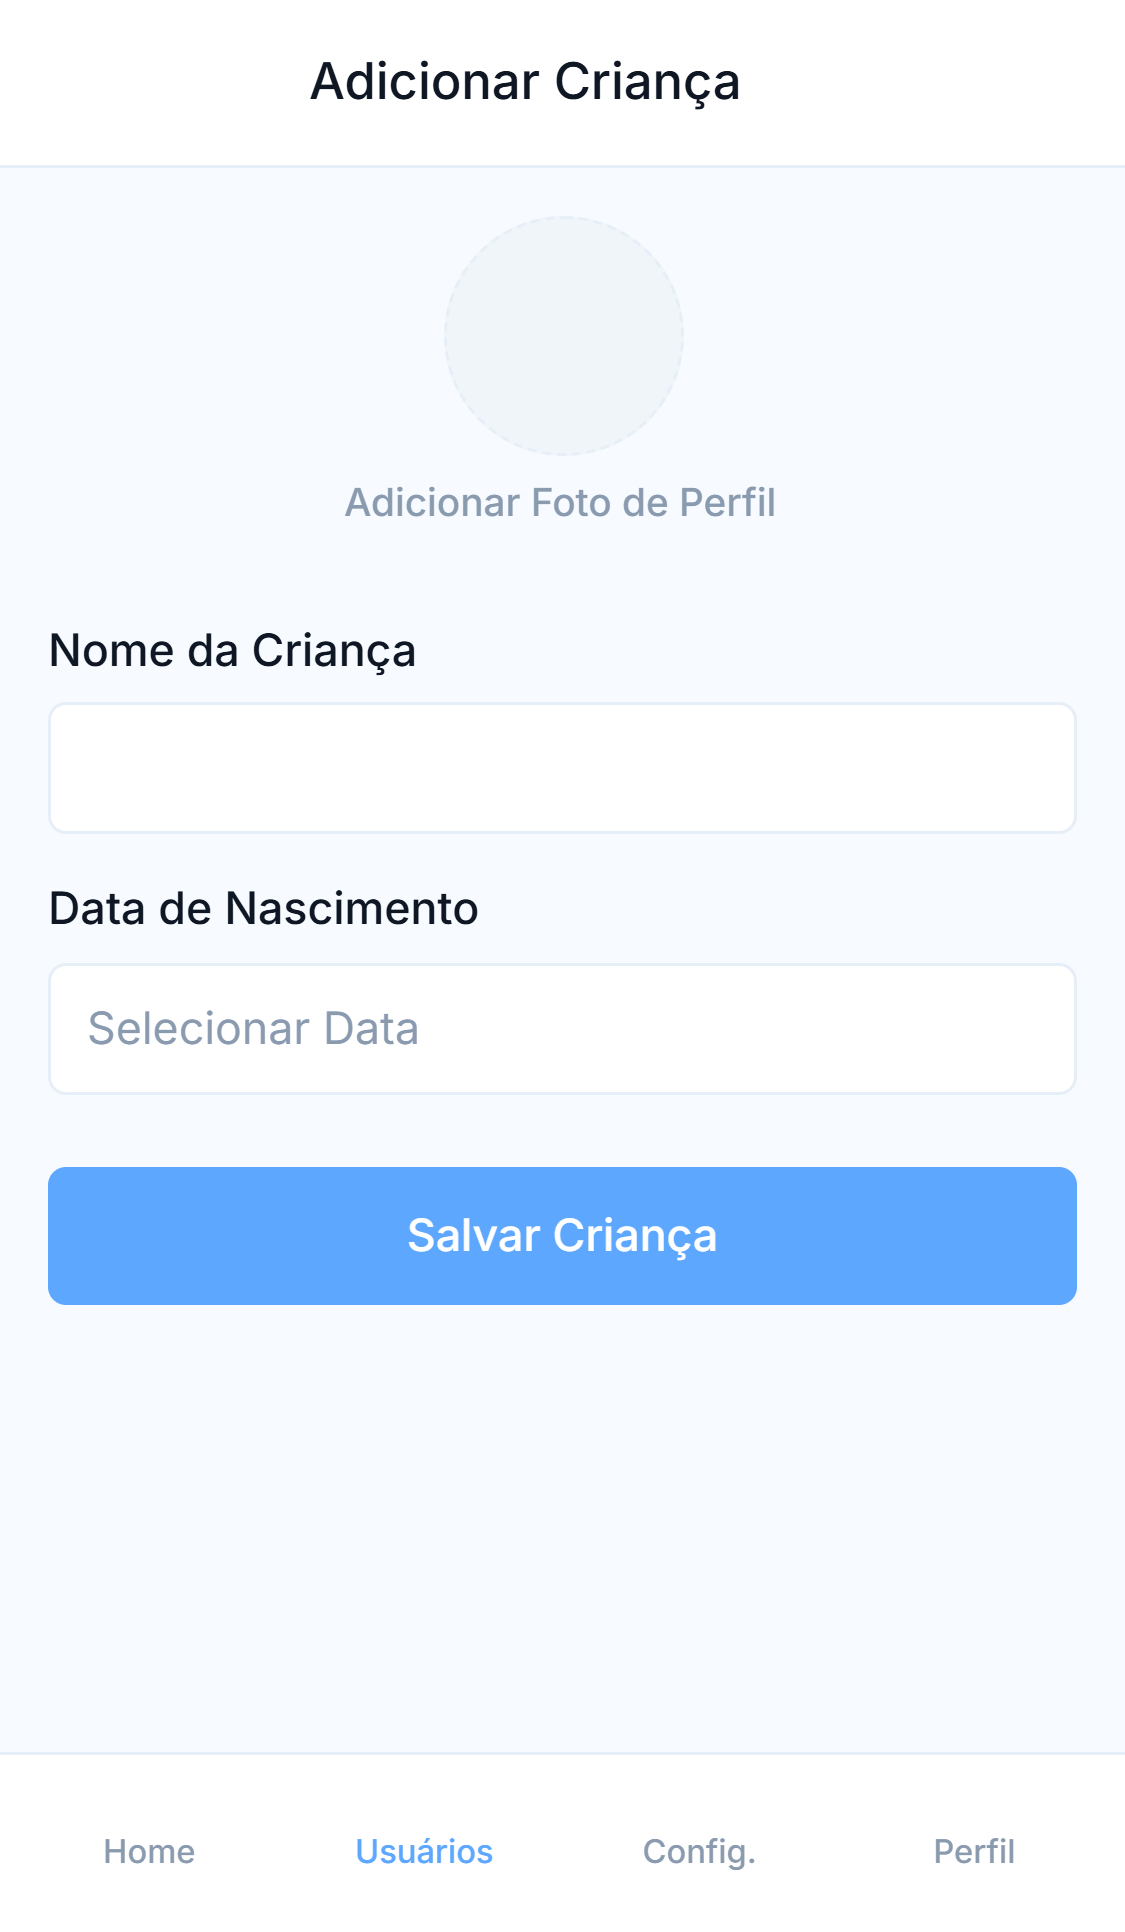 Adicionar Criança
Adicionar Foto de Perfil
Nome da Criança
Data de Nascimento
Selecionar Data
Salvar Criança
Home
Usuários
Config.
Perfil